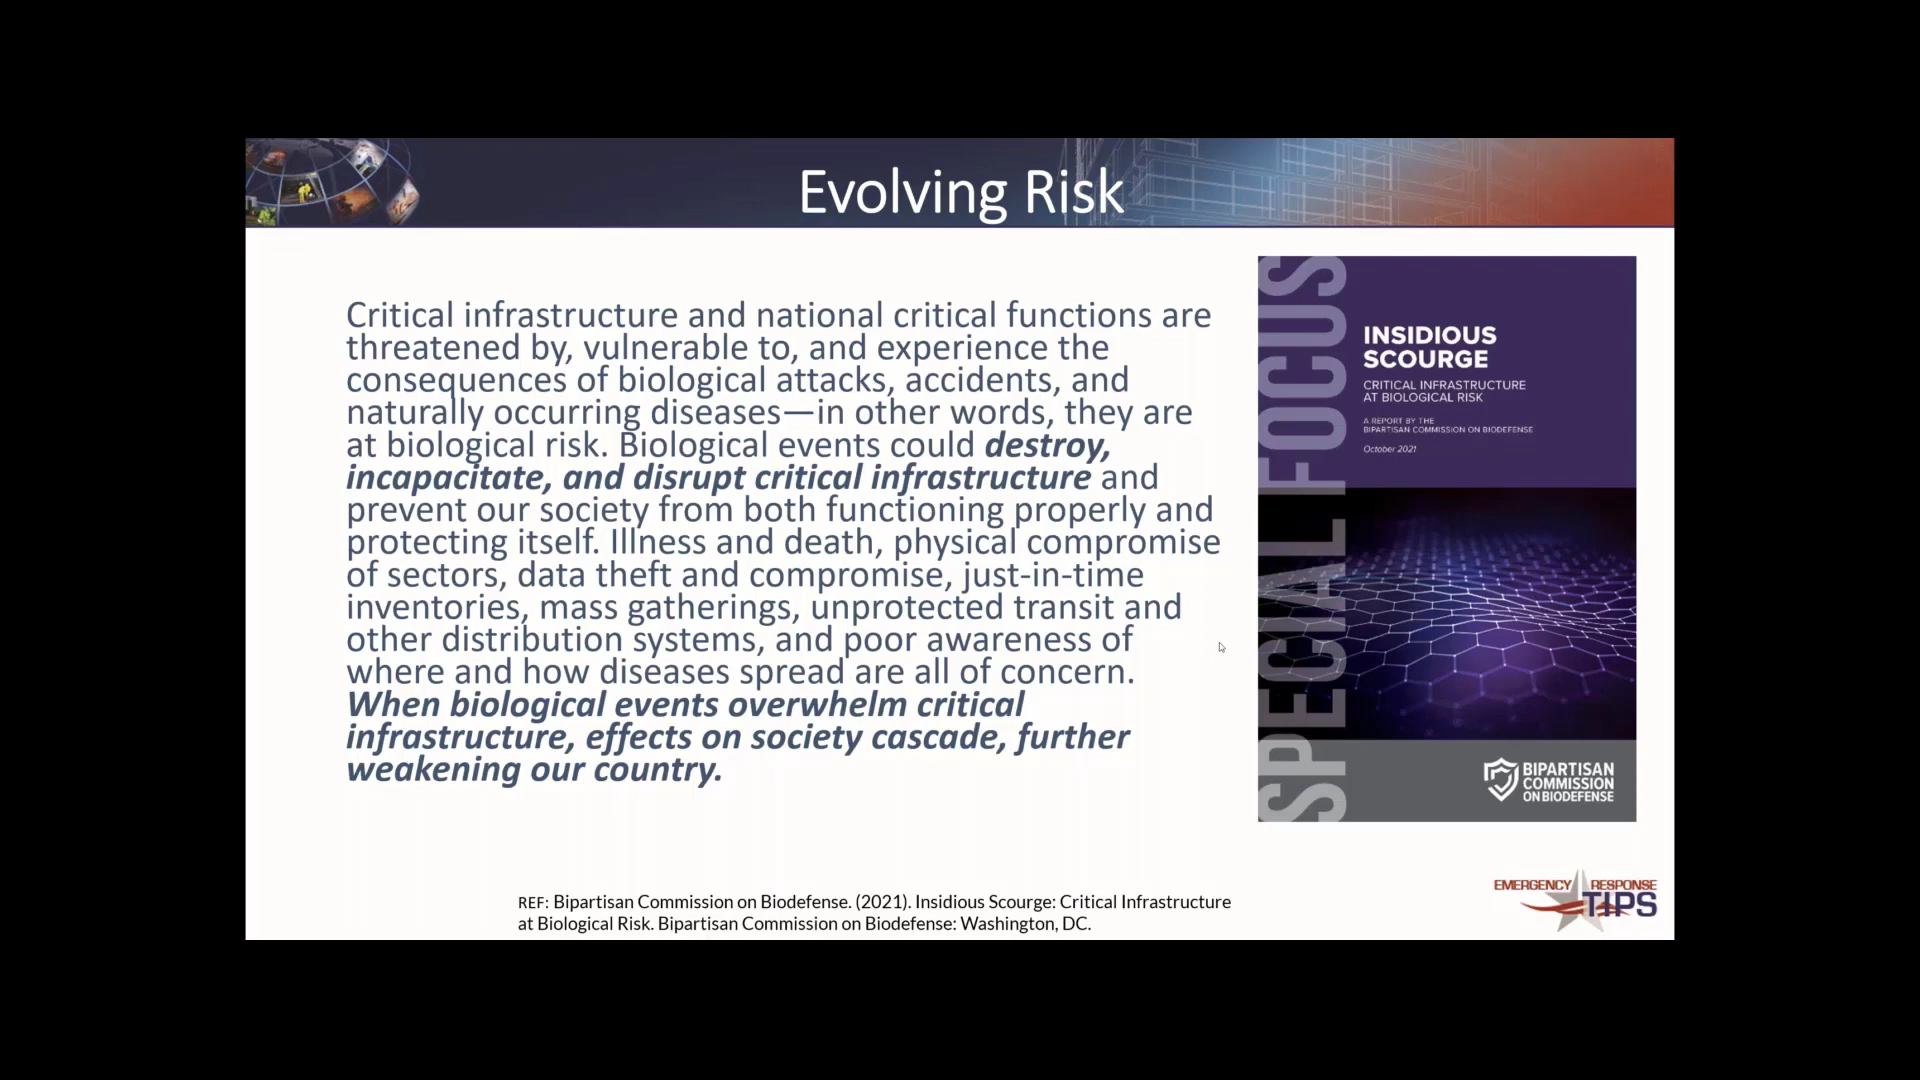 Evolving Risk
Critical infrastructure and national critical functions are
threatened by, vulnerable to, and experience the
consequences of biological attacks, accidents, and
naturally occurring diseases—in other words, they are
at biological risk. Biological events could destroy,
incapacitate, and disrupt critical infrastructure and
prevent our society from both functioning properly and
protecting itself. Illness and death, physical compromise
of sectors, data theft and compromise, just-in-time
inventories, mass gatherings, unprotected transit and
other distribution systems, and poor awareness of
where and how diseases spread are all of concern.
When biological events overwhelm critical
infrastructure, effects on society cascade, further
weakening our country.
SPECIAL FOCUS
INSIDIOUS
SCOURGE
CRITICAL INFRASTRUCTURE
AT BIOLOGICAL RISK
A REPORT BY THE
BIPARTISAN COMMISSION ON BIODEFENSE
October 2021
BIPARTISAN
COMMISSION
ON BIODEFENSE
REF: Bipartisan Commission on Biodefense. (2021). Insidious Scourge: Critical Infrastructure
at Biological Risk. Bipartisan Commission on Biodefense: Washington, DC.
EMERGENCY RESPONSE
TIPS